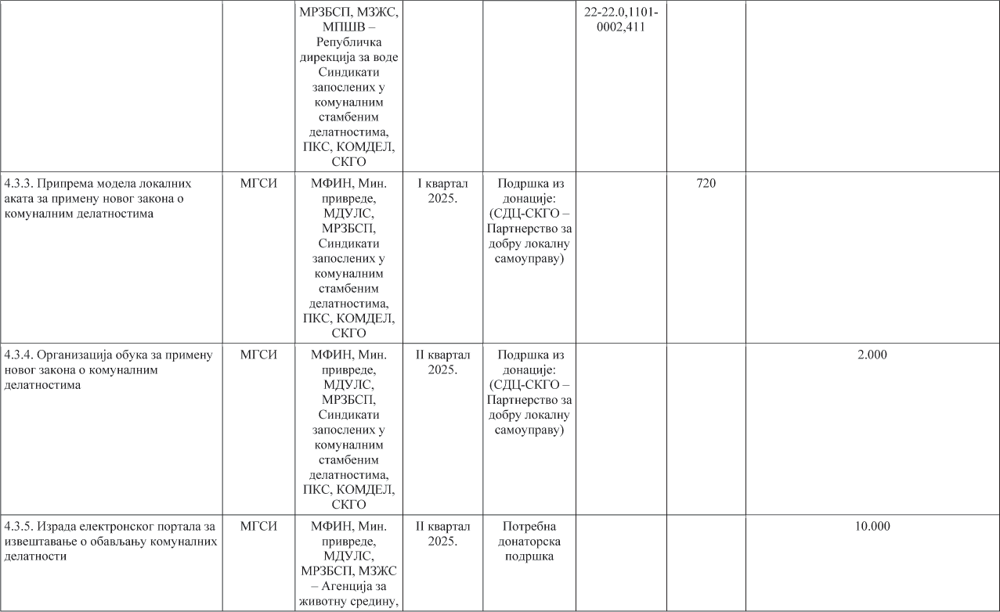 МРЗБСП, МЗЖС,
МПШВ –
Републичка
дирекција за воде
Синдикати
запослених у
комуналним
стамбеним
делатностима,
ПКС, КОМДЕЛ,
СКГО
22-22.0,1101-
0002,411
4.3.3. Припрема модела локалних
аката за примену новог закона о
комуналним делатностима
МГСИ
МФИН, Мин.
привреде,
МДУЛС,
МРЗБСП,
Синдикати
запослених у
комуналним
стамбеним
делатностима,
ПКС, КОМДЕЛ,
СКГО
I квартал
2025.
Подршка из
донације:
(СДЦ-СКГО –
Партнерство за
добру локалну
самоуправу)
720
4.3.4. Организација обука за примену
новог закона о комуналним
делатностима
МГСИ
МФИН, Мин.
привреде,
МДУЛС,
МРЗБСП,
Синдикати
запослених у
комуналним
стамбеним
делатностима,
ПКС, КОМДЕЛ,
СКГО
II квартал
2025.
Подршка из
донације:
(СДЦ-СКГО –
Партнерство за
добру локалну
самоуправу)
2.000
4.3.5. Израда електронског портала за
извештавање о обављању комуналних
делатности
МГСИ
МФИН, Мин.
привреде,
МДУЛС,
МРЗБСП, МЗЖС
– Агенција за
животну средину,
II квартал
2025.
Потребна
донаторска
подршка
10.000